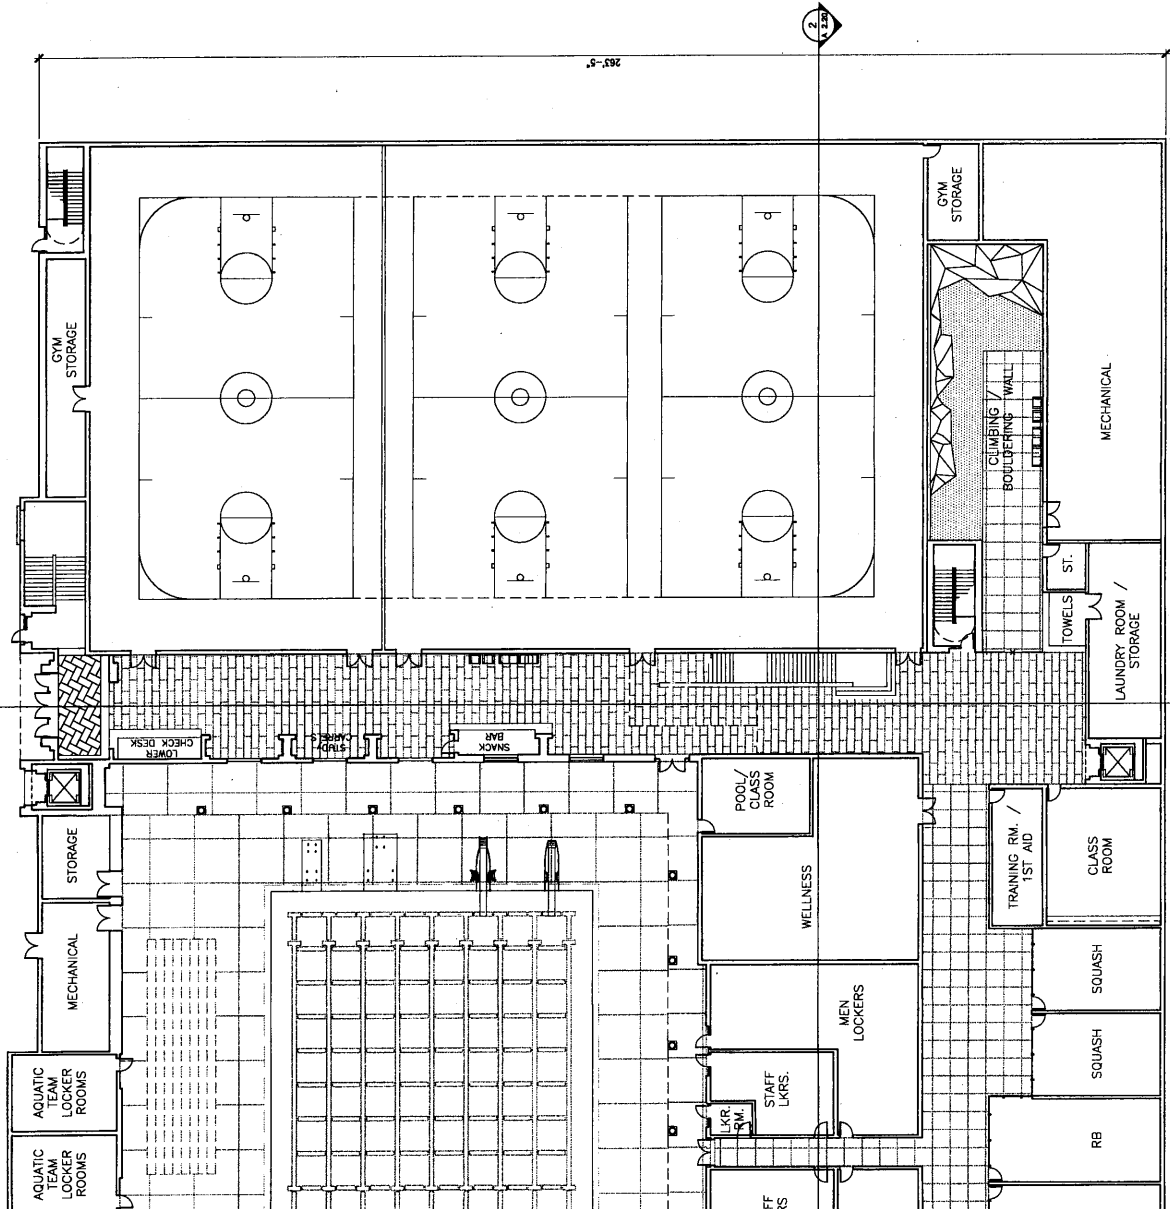 2
A 2.20
263'-5"
GYM
STORAGE
GYM
STORAGE
CLIMBING /
BOULDERING WALL
MECHANICAL
ST.
TOWELS
LAUNDRY ROOM /
STORAGE
LOWER
CHECK DESK
STUDY
CARRELS
SNACK
BAR
POOL/
CLASS
ROOM
STORAGE
TRAINING RM. /
1ST AID
CLASS
ROOM
WELLNESS
MECHANICAL
SQUASH
MEN
LOCKERS
SQUASH
AQUATIC
TEAM
LOCKER
ROOMS
STAFF
LKRS.
LKR.
RM.
RB
AQUATIC
TEAM
LOCKER
ROOMS
FF
RS